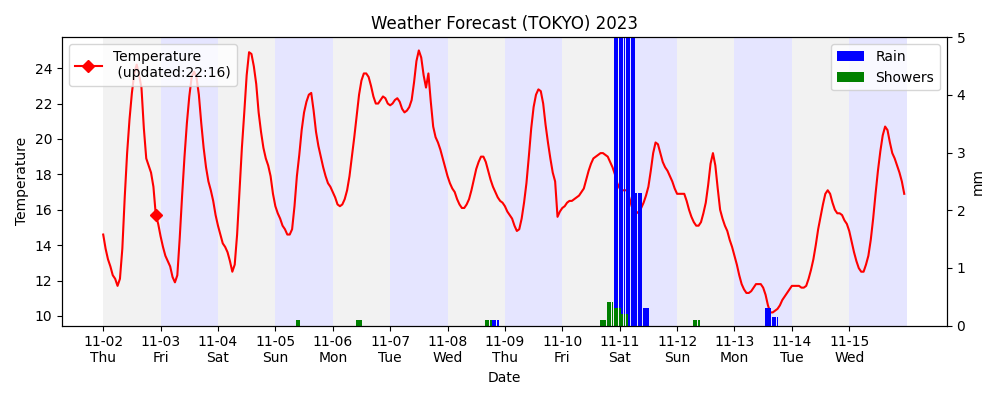 Weather Forecast (TOKYO) 2023
Temperature
(updated:22:16)
Rain
Showers
Temperature
24
22
20
18
16
14
12
10
5
4
3
2
1
0
mm
11-02 11-03 11-04 11-05 11-06 11-07 11-08 11-09 11-10 11-11 11-12 11-13 11-14 11-15
Thu Fri Sat Sun Mon Tue Wed Thu Fri Sat Sun Mon Tue Wed
Date